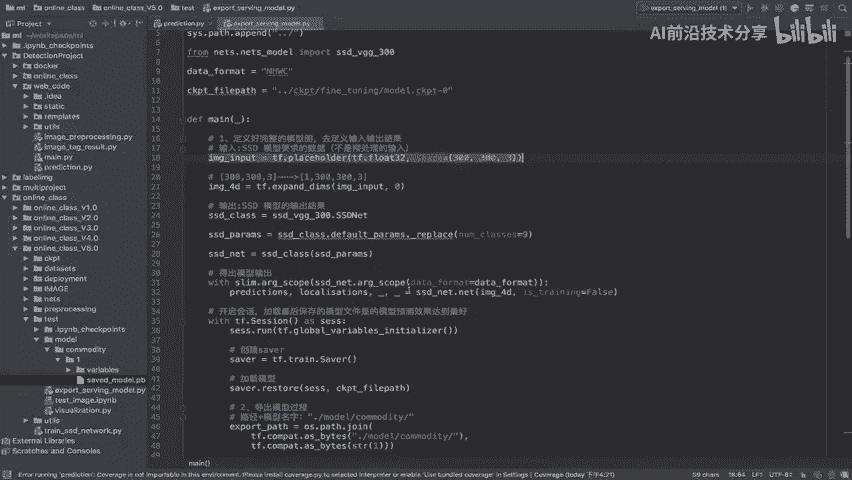 ml online_class online_class_V5.0 test export_serving_model.py
export_serving_model (1)
AI前沿技术分享 bilibili
Project
prediction.py
export_serving_model.py
ml
.ipynb_checkpoints
DetectionProject
docker
online_class
web_code
.idea
static
templates
utils
image_preprocessing.py
image_tag_result.py
main.py
prediction.py
labelimg
multiproject
online_class
online_class_V1.0
online_class_V2.0
online_class_V3.0
online_class_V4.0
online_class_V5.0
ckpt
datasets
deployment
IMAGE
nets
preprocessing
test
.ipynb_checkpoints
model
commodity
1
variables
saved_model.pb
export_serving_model.py
test_image.ipynb
visualization.py
utils
train_ssd_network.py
External Libraries
Scratches and Consoles
sys.path.append("../")
from nets.nets_model import ssd_vgg_300
data_format = "NHWC"
ckpt_filepath = "../ckpt/fine_tuning/model.ckpt-0"
def main(_):
# 1、定义好完整的模型图，去定义输入输出结果
# 输入:SSD 模型要求的数据（不是预处理的输入）
img_input = tf.placeholder(tf.float32, shape=(300, 300, 3))
# [300,300,3]---->[1,300,300,3]
img_4d = tf.expand_dims(img_input, 0)
# 输出:SSD 模型的输出结果
ssd_class = ssd_vgg_300.SSDNet
ssd_params = ssd_class.default_params._replace(num_classes=9)
ssd_net = ssd_class(ssd_params)
# 得出模型输出
with slim.arg_scope(ssd_net.arg_scope(data_format=data_format)):
predictions, localisations, _, _ = ssd_net.net(img_4d, is_training=False)
# 开启会话，加载最后保存的模型文件是的模型预测效果达到最好
with tf.Session() as sess:
sess.run(tf.global_variables_initializer())
# 创建saver
saver = tf.train.Saver()
# 加载模型
saver.restore(sess, ckpt_filepath)
# 2、导出模型过程
# 路径+模型名字："./model/commodity/"
export_path = os.path.join(
tf.compat.as_bytes("./model/commodity/"),
tf.compat.as_bytes(str(1)))
main()
Error running 'prediction': Coverage is not importable in this environment. Please install coverage.py to selected interpreter or enable 'Use bundled coverage' in Settings | Coverage (today 下午4:21)
59 chars 18:64 LF UTF-8